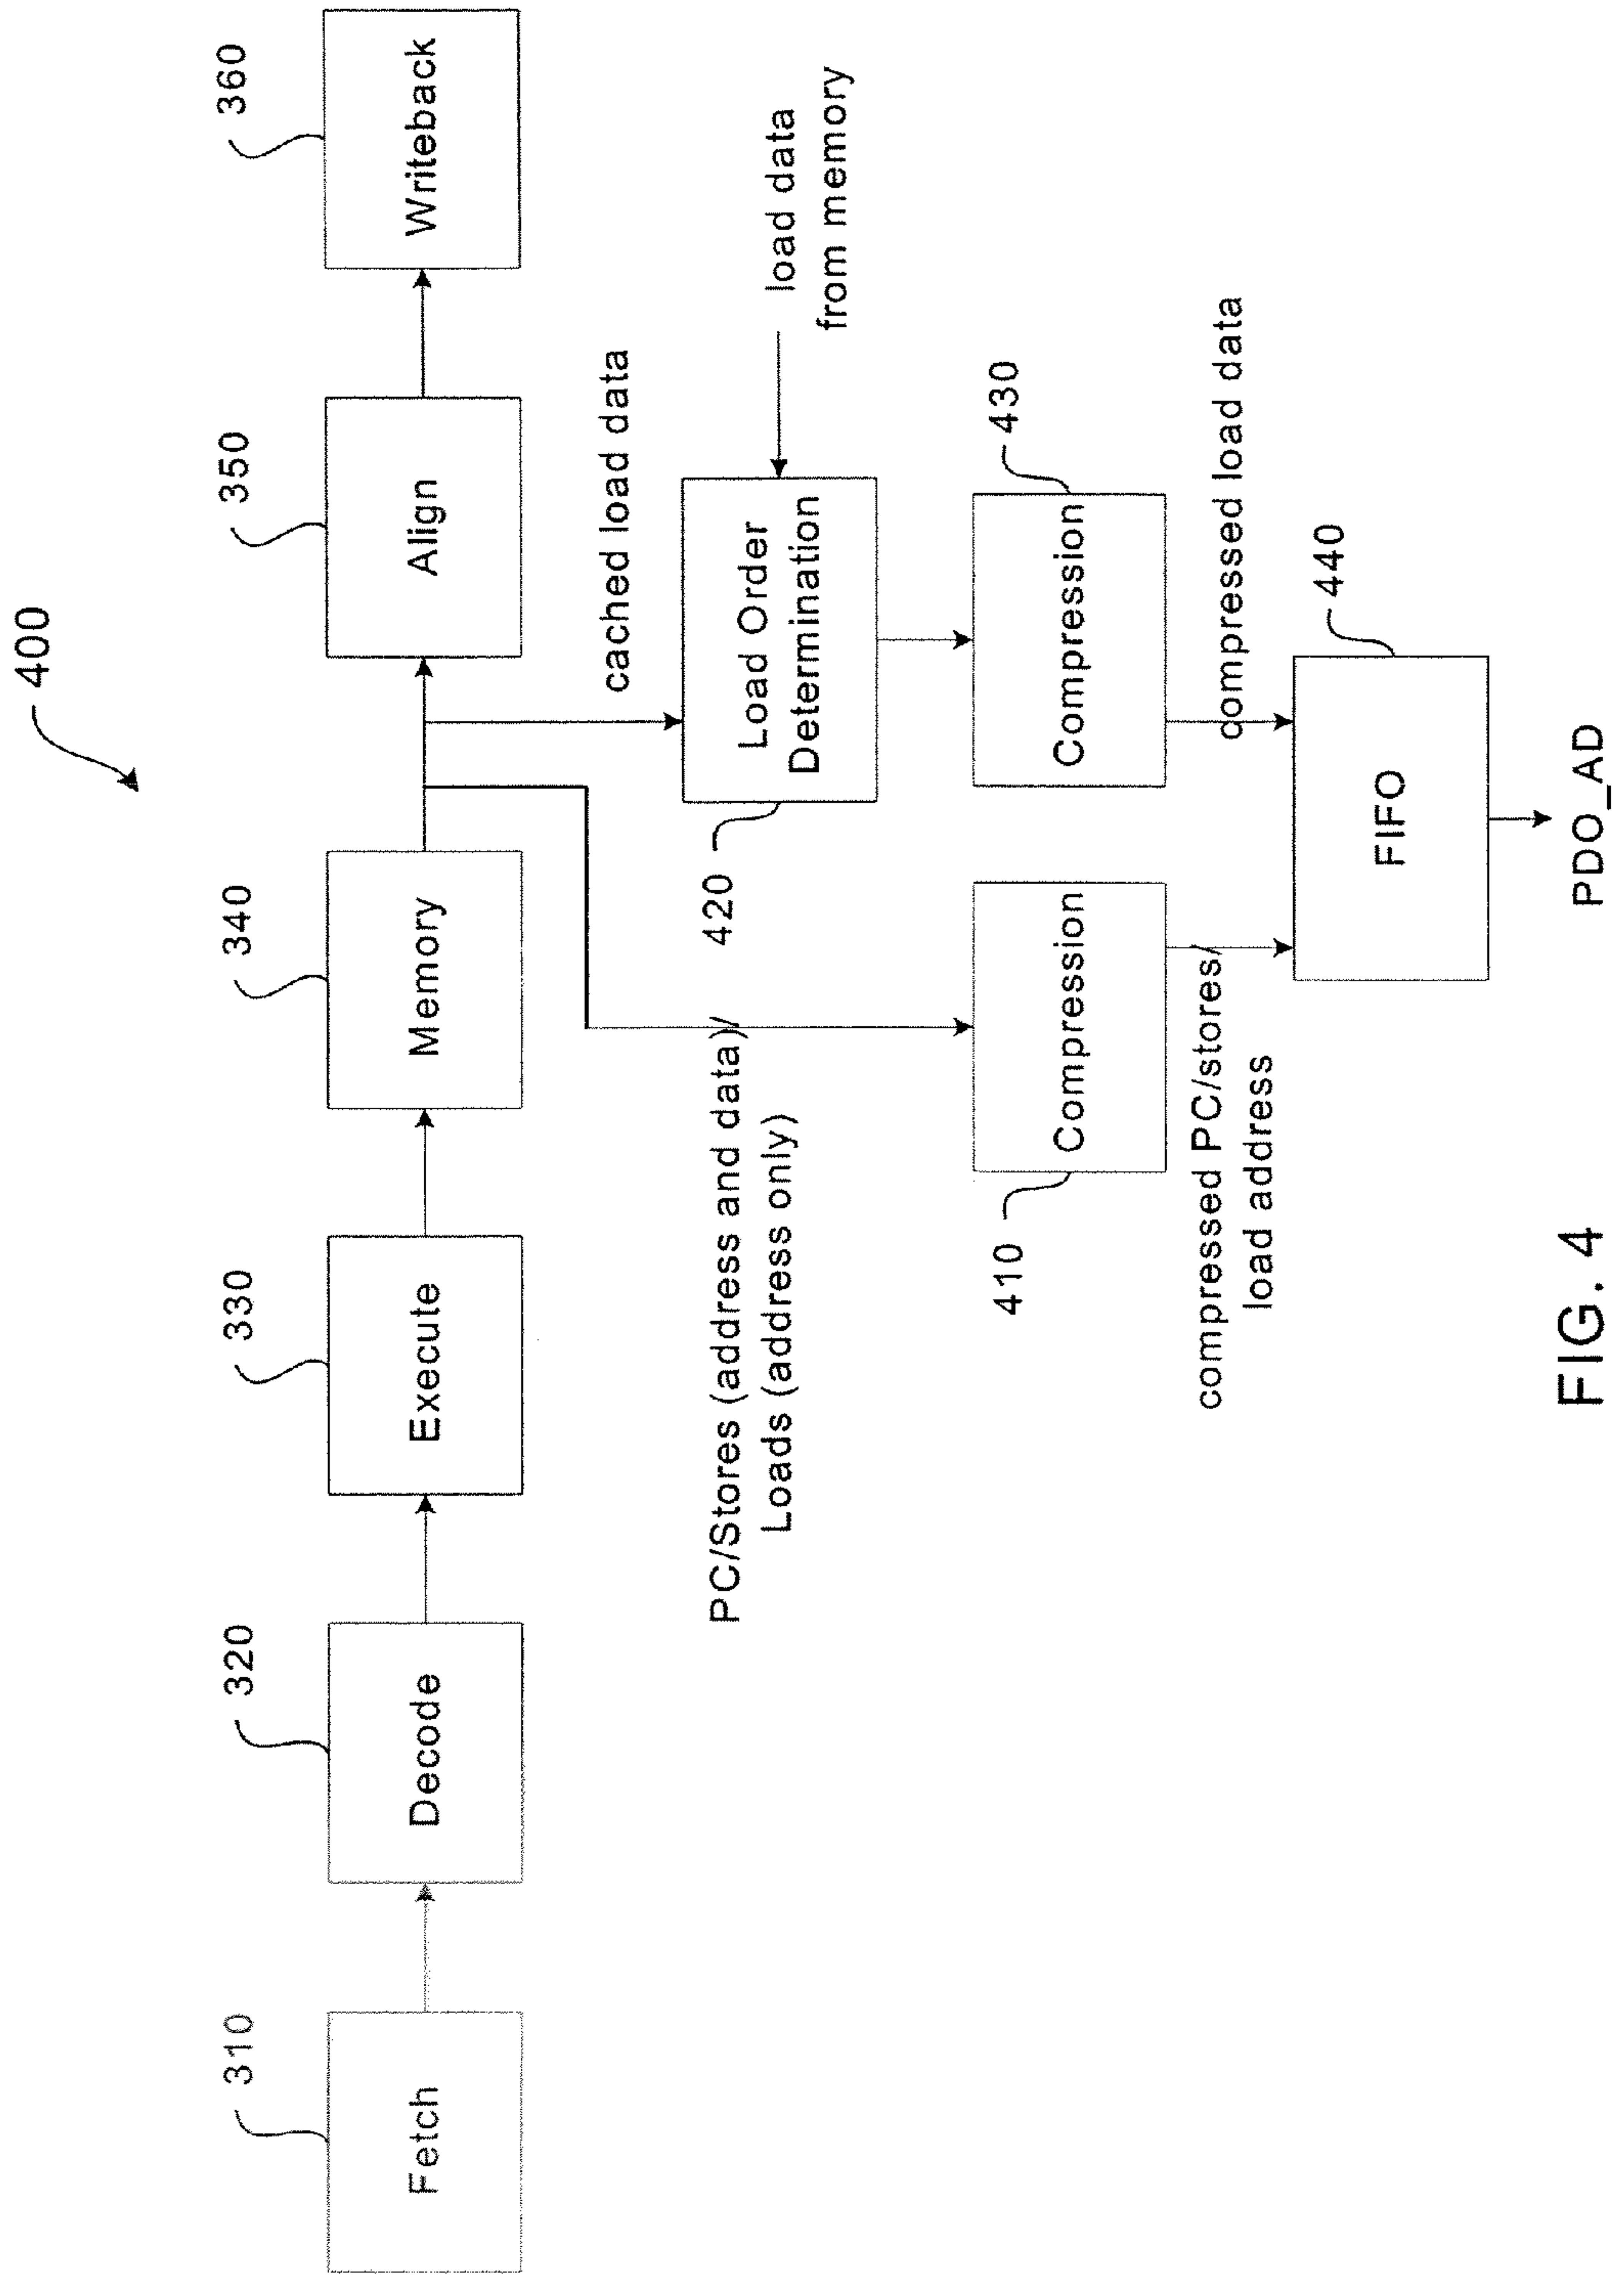 400
310
320
330
340
350
360
Fetch
Decode
Execute
Memory
Align
Writeback
cached load data
PC/Stores (address and data)/
Loads (address only)
420
Load Order
Determination
load data
from memory
410
Compression
430
Compression
compressed PC/stores/
load address
compressed load data
440
FIFO
PDO_AD
FIG. 4